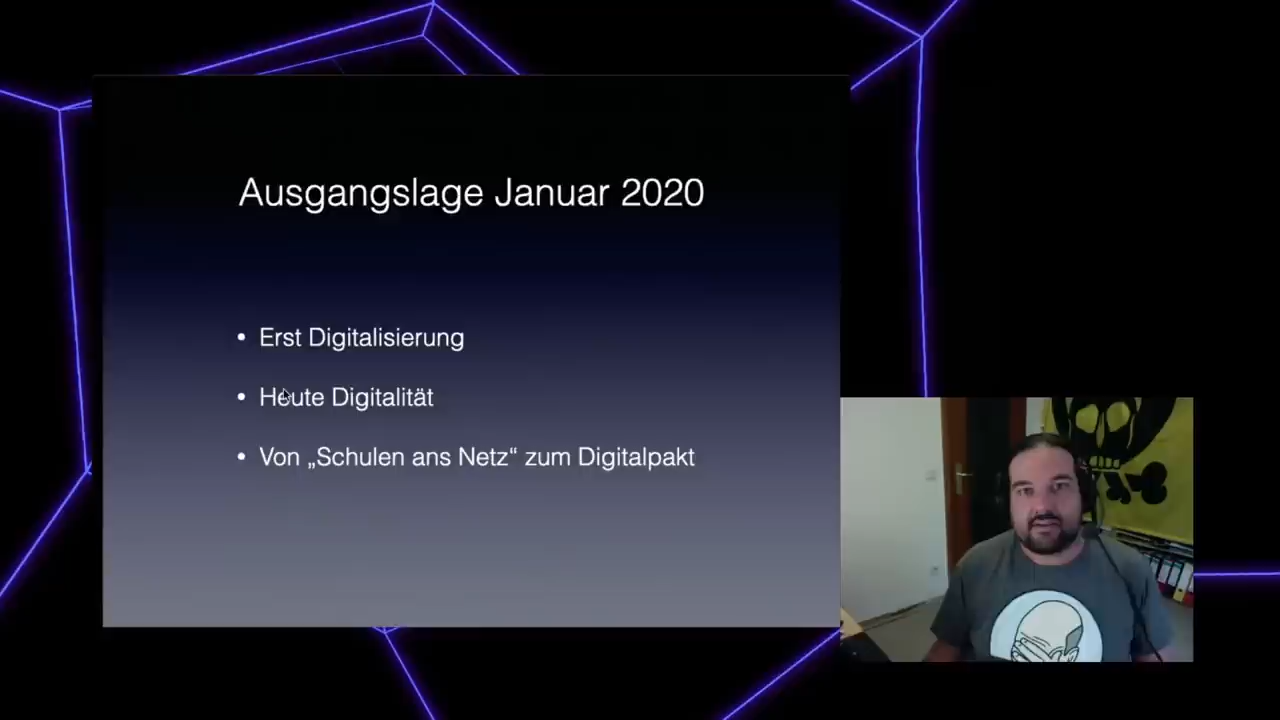 Ausgangslage Januar 2020
• Erst Digitalisierung
• Heute Digitalität
• Von „Schulen ans Netz“ zum Digitalpakt